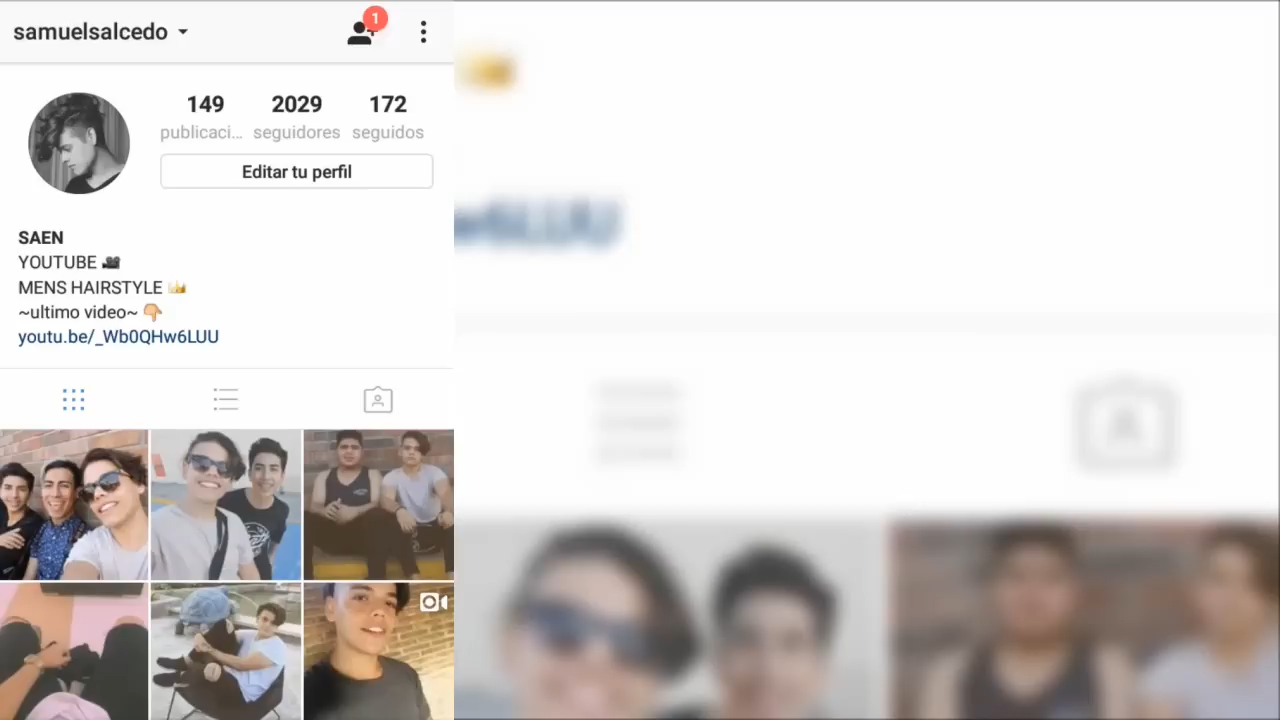 samuelsalcedo
1
149 2029 172
publicaci... seguidores seguidos
Editar tu perfil
SAEN
YOUTUBE 🎥
MENS HAIRSTYLE 👑
~ultimo video~ 👇
youtu.be/_Wb0QHw6LUU
w6LUU